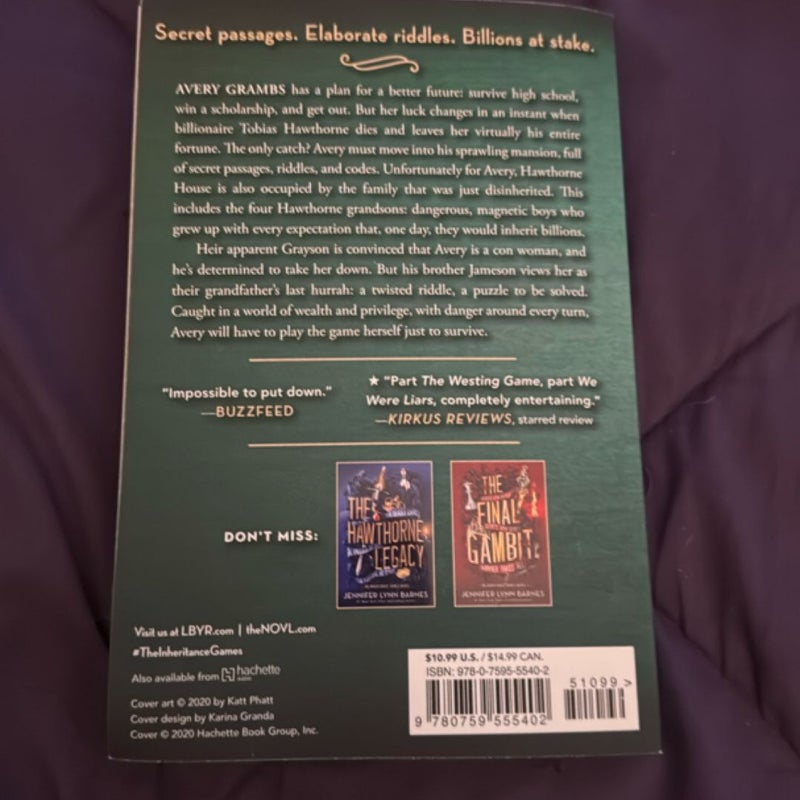 Secret passages. Elaborate riddles. Billions at stake.
AVERY GRAMBS has a plan for a better future: survive high school,
win a scholarship, and get out. But her luck changes in an instant when
billionaire Tobias Hawthorne dies and leaves her virtually his entire
fortune. The only catch? Avery must move into his sprawling mansion, full
of secret passages, riddles, and codes. Unfortunately for Avery, Hawthorne
House is also occupied by the family that was just disinherited. This
includes the four Hawthorne grandsons: dangerous, magnetic boys who
grew up with every expectation that, one day, they would inherit billions.
Heir apparent Grayson is convinced that Avery is a con woman, and
he's determined to take her down. But his brother Jameson views her as
their grandfather's last hurrah: a twisted riddle, a puzzle to be solved.
Caught in a world of wealth and privilege, with danger around every turn,
Avery will have to play the game herself just to survive.
"Impossible to put down."
—BUZZFEED
★ "Part The Westing Game, part We
Were Liars, completely entertaining."
—KIRKUS REVIEWS, starred review
DON'T MISS:
THE
HAWTHORNE
LEGACY
JENNIFER LYNN BARNES
THE
FINAL
GAMBIT
JENNIFER LYNN BARNES
Visit us at LBYR.com | theNOVL.com
#TheInheritanceGames
Also available from hachette
Cover art © 2020 by Katt Phatt
Cover design by Karina Granda
Cover © 2020 Hachette Book Group, Inc.
$10.99 U.S. / $14.99 CAN.
ISBN: 978-0-7595-5540-2
51099 >
9 780759 555402